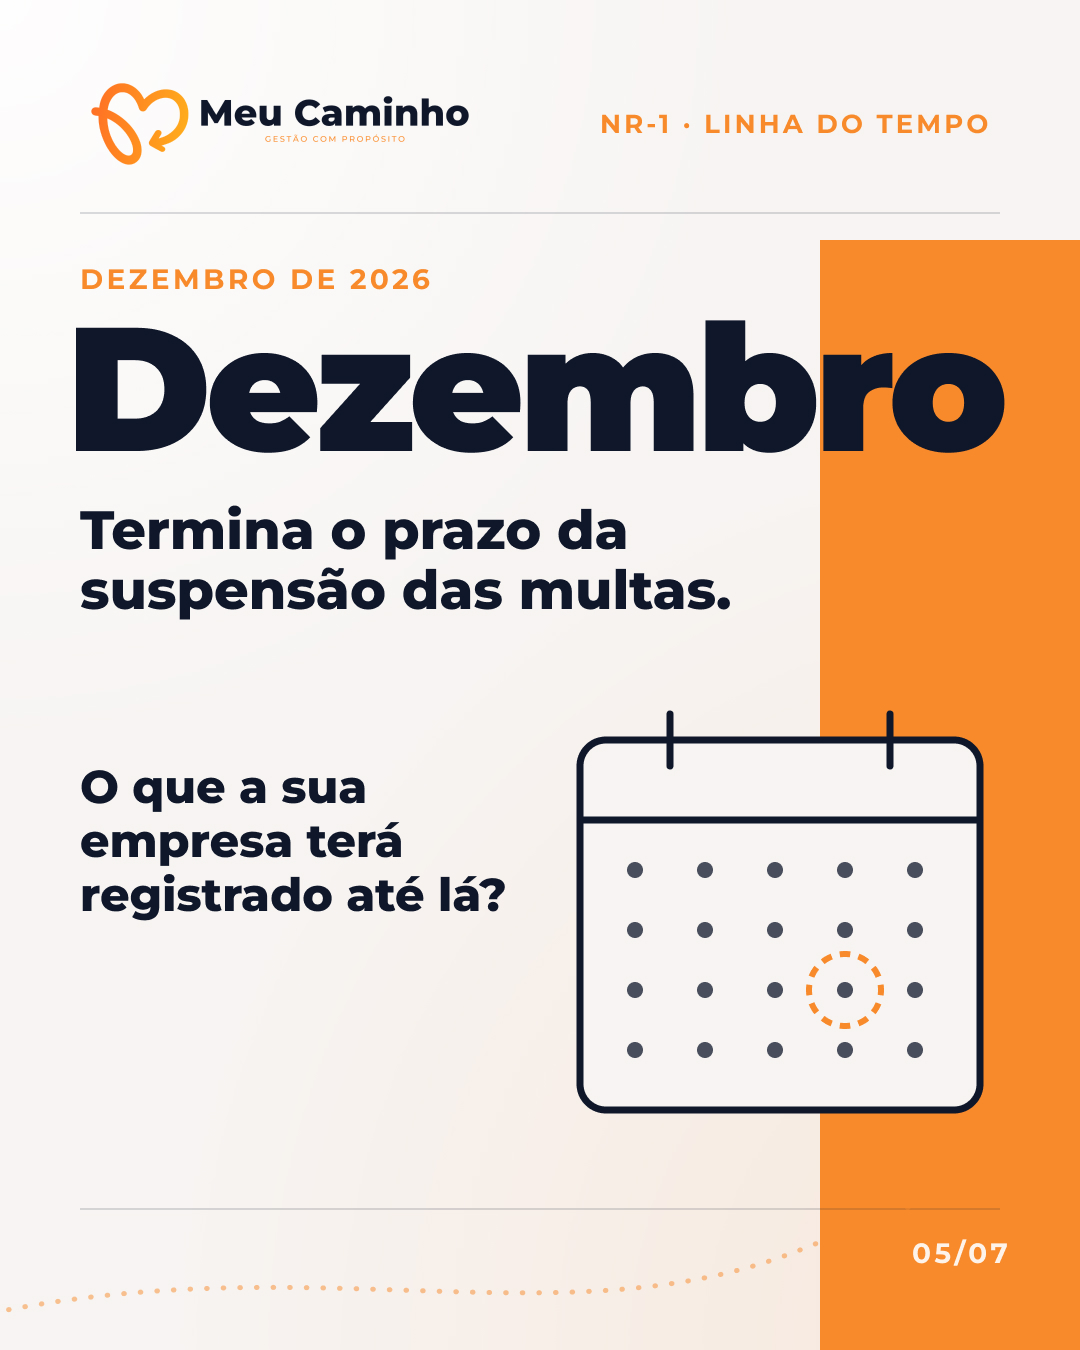 Meu Caminho
GESTÃO COM PROPÓSITO
NR-1 · LINHA DO TEMPO
DEZEMBRO DE 2026
Dezembro
Termina o prazo da
suspensão das multas.
O que a sua
empresa terá
registrado até lá?
05/07